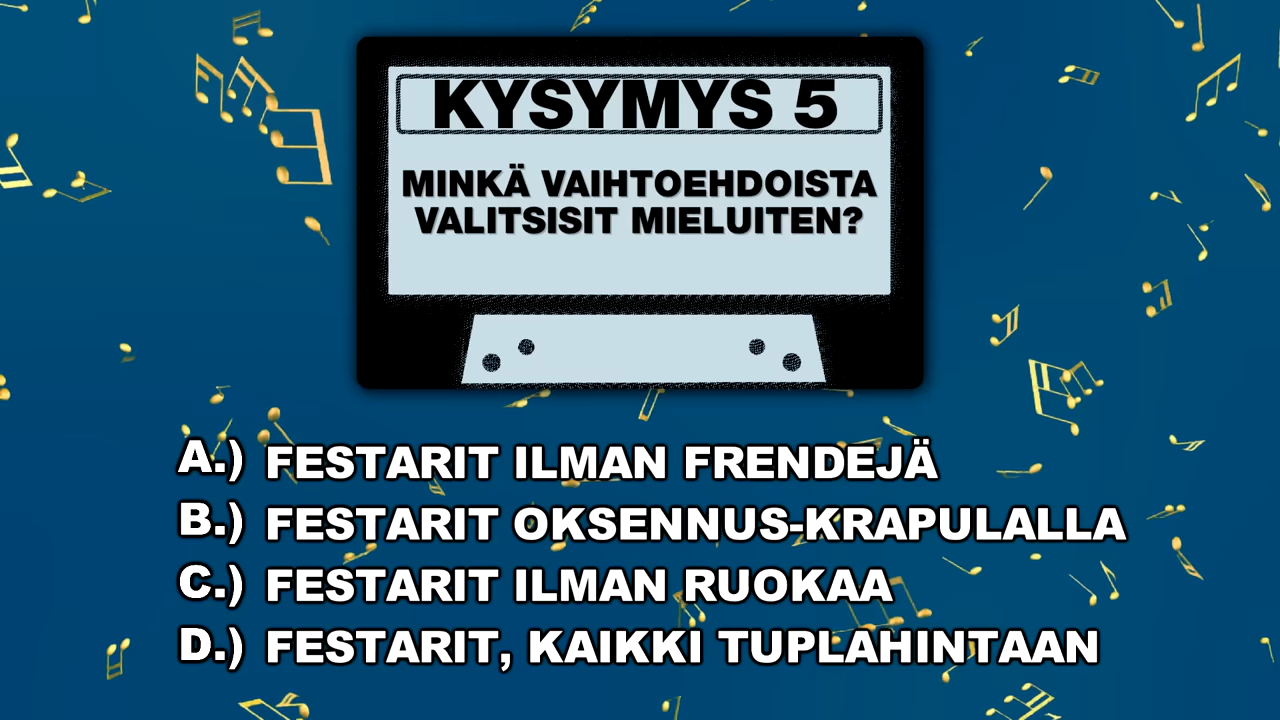 KYSYMYS 5
MINKÄ VAIHTOEHDOISTA
VALITSISIT MIELUITEN?
A.) FESTARIT ILMAN FRENDEJÄ
B.) FESTARIT OKSENNUS-KRAPULALLA
C.) FESTARIT ILMAN RUOKAA
D.) FESTARIT, KAIKKI TUPLAHINTAAN